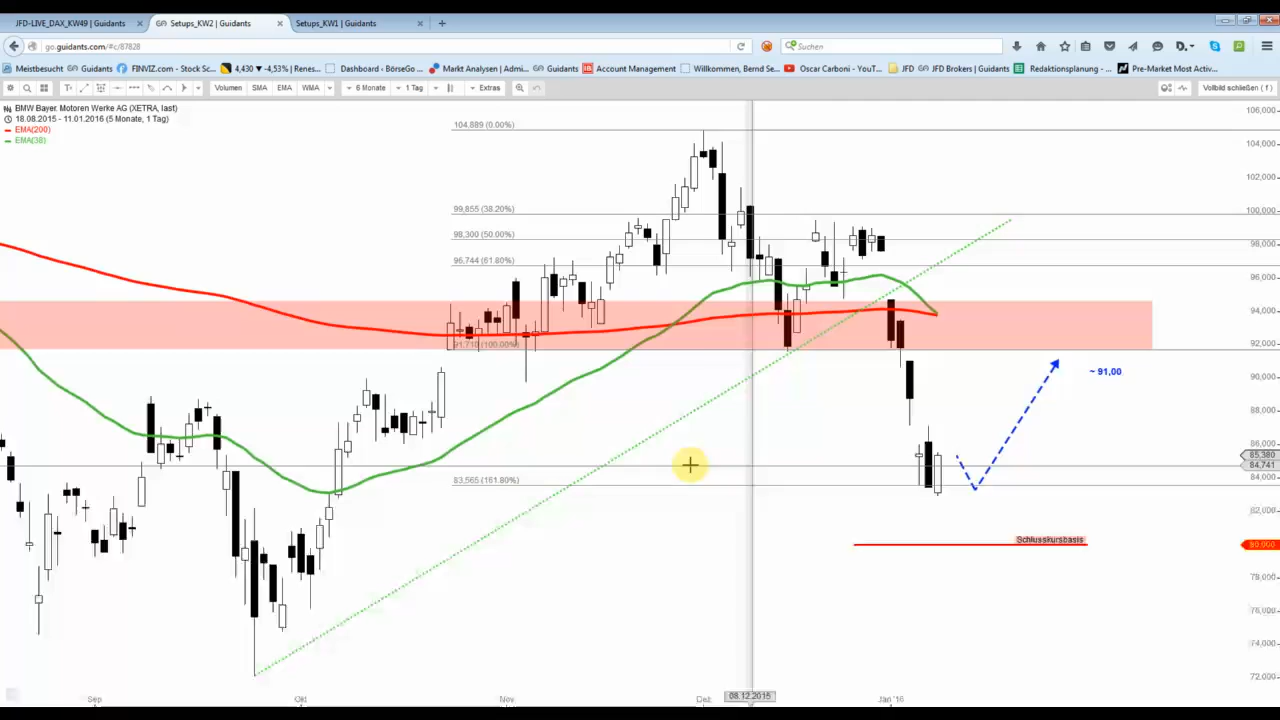 JFD-LIVE_DAX_KW49 | Guidants
Setups_KW2 | Guidants
Setups_KW1 | Guidants
go.guidants.com/#c/87828
Suchen
Meistbesucht
Guidants
FINVIZ.com - Stock Sc...
4,430 ▼ -4,53% | Renes...
Dashboard - BörseGo ...
Markt Analysen | Admi...
Guidants
Account Management
Willkommen, Bernd Se...
Oscar Carboni - YouT...
JFD
JFD Brokers | Guidants
Redaktionsplanung - ...
Pre-Market Most Activ...
Volumen
SMA
EMA
WMA
6 Monate
1 Tag
Extras
Vollbild schließen ( f )
BMW Bayer. Motoren Werke AG (XETRA, last)
18.08.2015 - 11.01.2016 (5 Monate, 1 Tag)
EMA(200)
EMA(38)
104,889 (0.00%)
99,855 (38.20%)
98,300 (50.00%)
96,744 (61.80%)
91,710 (100.00%)
83,565 (161.80%)
~ 91,00
Schlusskursbasis
106,000
104,000
102,000
100,000
98,000
96,000
94,000
92,000
90,000
88,000
86,000
85,380
84,741
84,000
82,000
80,000
78,000
76,000
74,000
72,000
Sep
Okt
Nov
Dez
08.12.2015
Jan '16